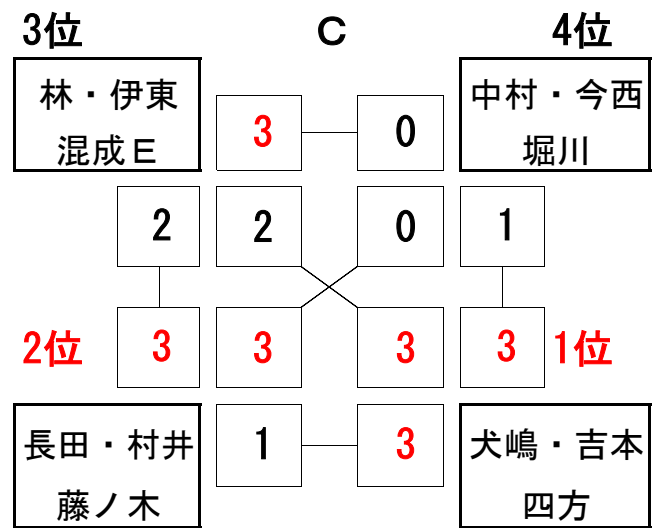 3位 C 4位
林・伊東 3 0 中村・今西
混成E 堀川
2 2 0 1
2位 3 3 3 3 1位
長田・村井 1 3 犬嶋・吉本
藤ノ木 四方